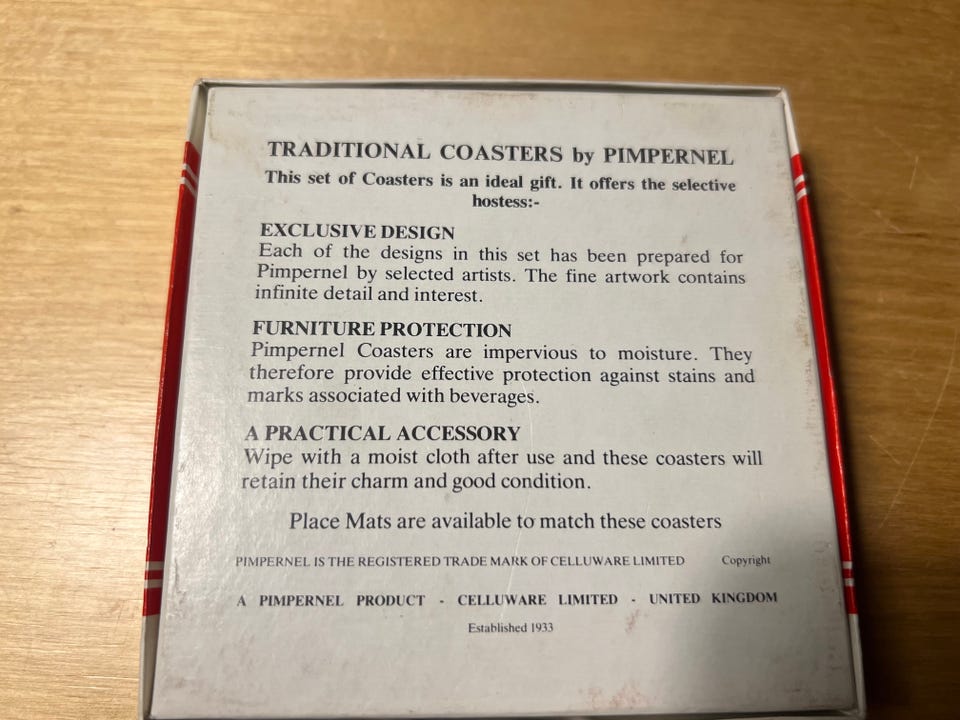 TRADITIONAL COASTERS by PIMPERNEL
This set of Coasters is an ideal gift. It offers the selective
hostess:-
EXCLUSIVE DESIGN
Each of the designs in this set has been prepared for
Pimpernel by selected artists. The fine artwork contains
infinite detail and interest.
FURNITURE PROTECTION
Pimpernel Coasters are impervious to moisture. They
therefore provide effective protection against stains and
marks associated with beverages.
A PRACTICAL ACCESSORY
Wipe with a moist cloth after use and these coasters will
retain their charm and good condition.
Place Mats are available to match these coasters
PIMPERNEL IS THE REGISTERED TRADE MARK OF CELLUWARE LIMITED Copyright
A PIMPERNEL PRODUCT - CELLUWARE LIMITED - UNITED KINGDOM
Established 1933